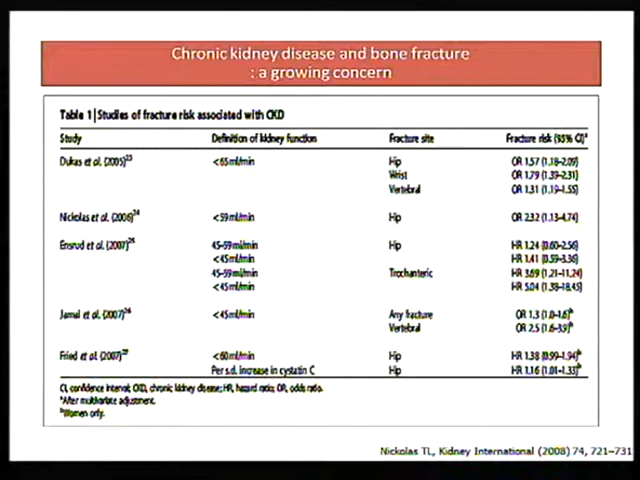 Chronic kidney disease and bone fracture
: a growing concern
Table 1|Studies of fracture risk associated with CKD
Study Definition of kidney function Fracture site Fracture risk (95% CI)a
Dukas et al. (2005)23 <65 ml/min Hip OR 1.57 (1.18–2.09)
Wrist OR 1.79 (1.39–2.31)
Vertebral OR 1.31 (1.19–1.55)
Nickolas et al. (2006)24 <59 ml/min Hip OR 2.32 (1.13–4.74)
Ensrud et al. (2007)25 45–59 ml/min Hip HR 1.24 (0.60–2.56)
<45 ml/min HR 1.41 (0.59–3.36)
45–59 ml/min Trochanteric HR 3.69 (1.21–11.24)
<45 ml/min HR 5.04 (1.38–18.45)
Jamal et al. (2007)26 <45 ml/min Any fracture OR 1.3 (1.0–1.6)b
Vertebral OR 2.5 (1.6–3.9)b
Fried et al. (2007)27 <60 ml/min Hip HR 1.38 (0.99–1.94)b
Per s.d. increase in cystatin C Hip HR 1.16 (1.01–1.33)b
CI, confidence interval; CKD, chronic kidney disease; HR, hazard ratio; OR, odds ratio.
aAfter multivariate adjustment.
bWomen only.
Nickolas TL, Kidney International (2008) 74, 721–731